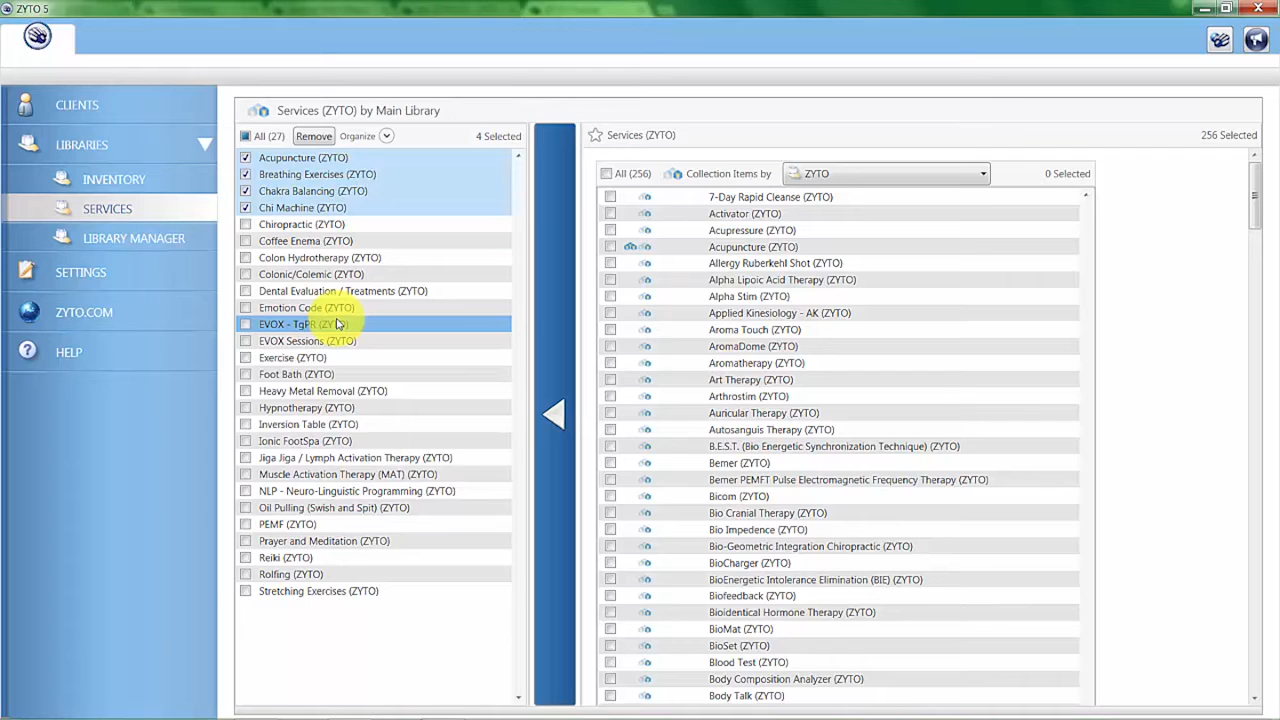 ZYTO 5
CLIENTS
LIBRARIES
INVENTORY
SERVICES
LIBRARY MANAGER
SETTINGS
ZYTO.COM
HELP
Services (ZYTO) by Main Library
All (27) Remove Organize 4 Selected
Acupuncture (ZYTO)
Breathing Exercises (ZYTO)
Chakra Balancing (ZYTO)
Chi Machine (ZYTO)
Chiropractic (ZYTO)
Coffee Enema (ZYTO)
Colon Hydrotherapy (ZYTO)
Colonic/Colemic (ZYTO)
Dental Evaluation / Treatments (ZYTO)
Emotion Code (ZYTO)
EVOX - TgPR (ZYTO)
EVOX Sessions (ZYTO)
Exercise (ZYTO)
Foot Bath (ZYTO)
Heavy Metal Removal (ZYTO)
Hypnotherapy (ZYTO)
Inversion Table (ZYTO)
Ionic FootSpa (ZYTO)
Jiga Jiga / Lymph Activation Therapy (ZYTO)
Muscle Activation Therapy (MAT) (ZYTO)
NLP - Neuro-Linguistic Programming (ZYTO)
Oil Pulling (Swish and Spit) (ZYTO)
PEMF (ZYTO)
Prayer and Meditation (ZYTO)
Reiki (ZYTO)
Rolfing (ZYTO)
Stretching Exercises (ZYTO)
Services (ZYTO) 256 Selected
All (256) Collection Items by ZYTO 0 Selected
7-Day Rapid Cleanse (ZYTO)
Activator (ZYTO)
Acupressure (ZYTO)
Acupuncture (ZYTO)
Allergy Ruberkehl Shot (ZYTO)
Alpha Lipoic Acid Therapy (ZYTO)
Alpha Stim (ZYTO)
Applied Kinesiology - AK (ZYTO)
Aroma Touch (ZYTO)
AromaDome (ZYTO)
Aromatherapy (ZYTO)
Art Therapy (ZYTO)
Arthrostim (ZYTO)
Auricular Therapy (ZYTO)
Autosanguis Therapy (ZYTO)
B.E.S.T. (Bio Energetic Synchronization Technique) (ZYTO)
Bemer (ZYTO)
Bemer PEMFT Pulse Electromagnetic Frequency Therapy (ZYTO)
Bicom (ZYTO)
Bio Cranial Therapy (ZYTO)
Bio Impedence (ZYTO)
Bio-Geometric Integration Chiropractic (ZYTO)
BioCharger (ZYTO)
BioEnergetic Intolerance Elimination (BIE) (ZYTO)
Biofeedback (ZYTO)
Bioidentical Hormone Therapy (ZYTO)
BioMat (ZYTO)
BioSet (ZYTO)
Blood Test (ZYTO)
Body Composition Analyzer (ZYTO)
Body Talk (ZYTO)